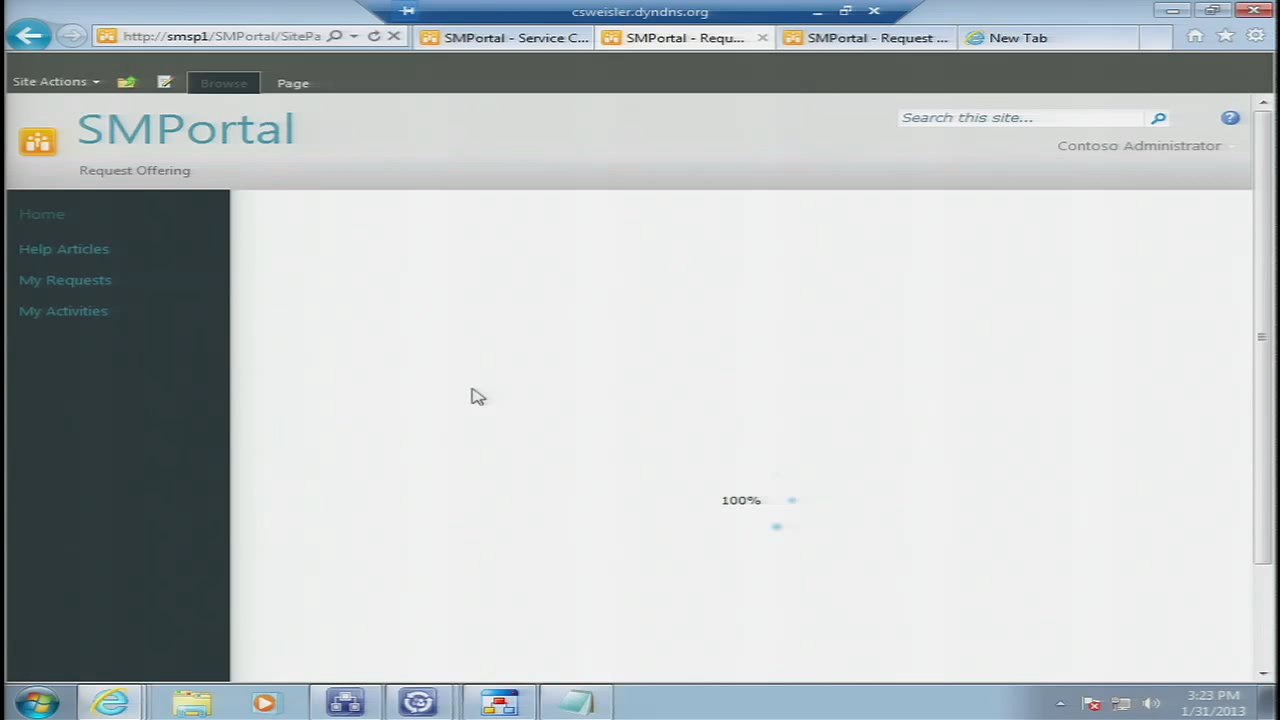 csweisler.dyndns.org
http://smsp1/SMPortal/SitePa
SMPortal - Service C...
SMPortal - Requ...
SMPortal - Request ...
New Tab
Site Actions
Browse
Page
SMPortal
Search this site...
Contoso Administrator
Request Offering
Home
Help Articles
My Requests
My Activities
100%
3:23 PM
1/31/2013